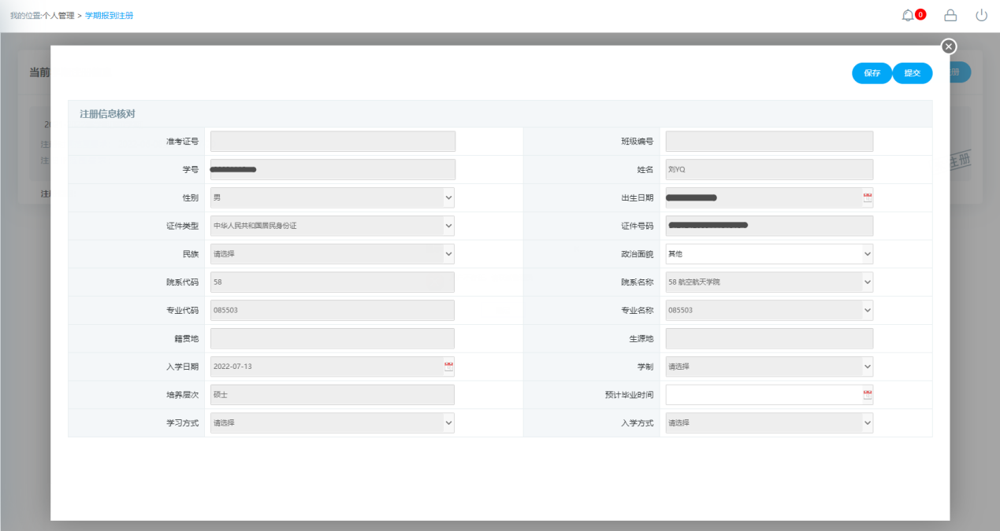 我的位置:个人管理 > 学期报到注册
0
当前
册
保存 提交
注册信息核对
准考证号 班级编号
学号 姓名 刘YQ
性别 男 出生日期
证件类型 中华人民共和国居民身份证 证件号码
民族 请选择 政治面貌 其他
院系代码 58 院系名称 58 航空航天学院
专业代码 085503 专业名称 085503
籍贯地 生源地
入学日期 2022-07-13 学制 请选择
培养层次 硕士 预计毕业时间
学习方式 请选择 入学方式 请选择